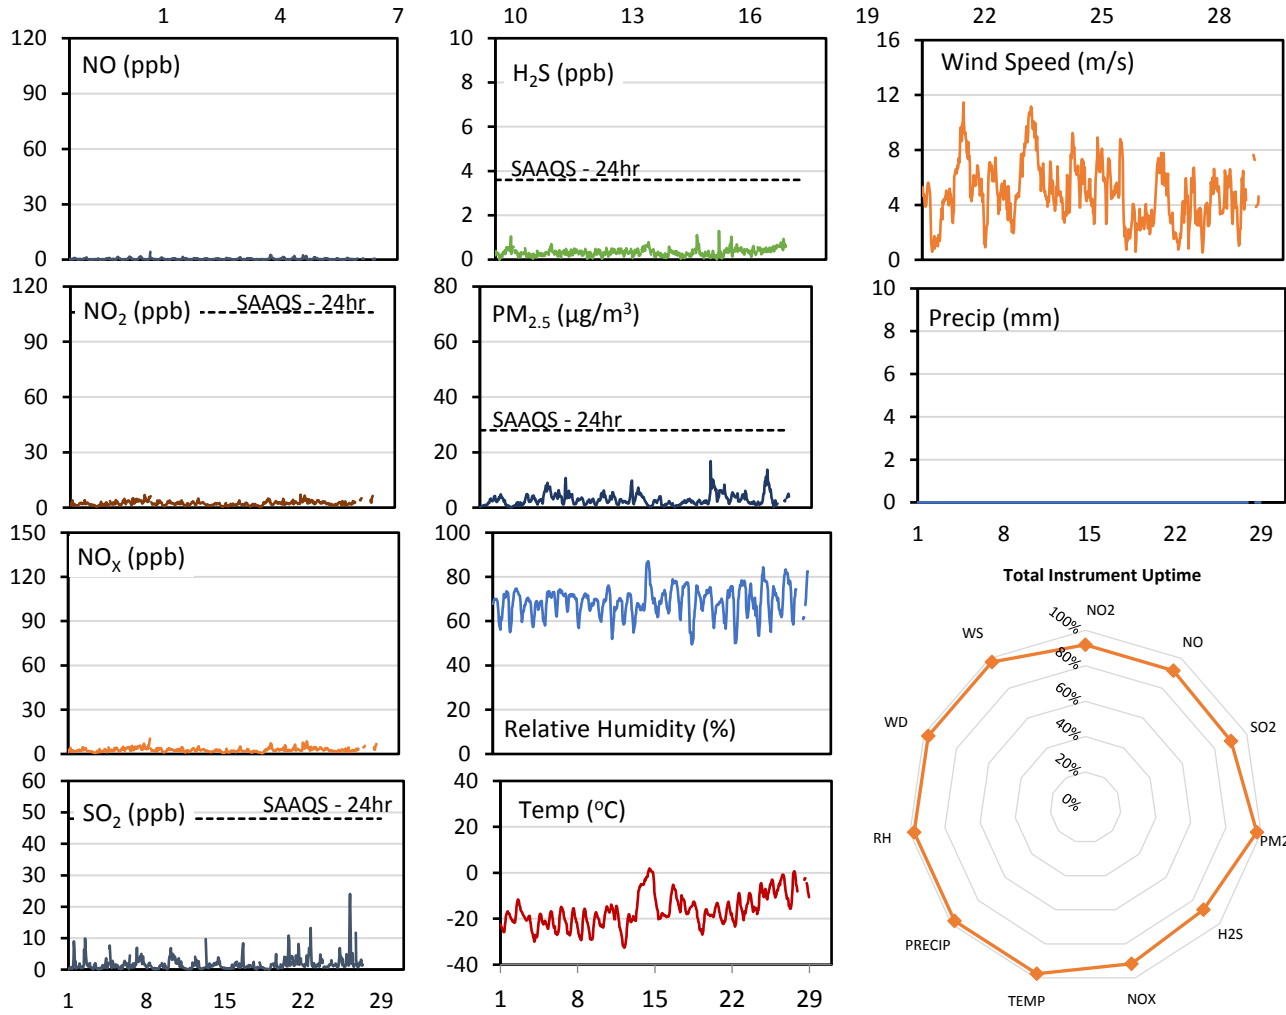 1 4 7 10 13 16 19 22 25 28
120
90
60
30
0
NO (ppb)
10
8
6
4
2
0
H₂S (ppb)
SAAQS - 24hr
16
12
8
4
0
Wind Speed (m/s)
120
90
60
30
0
NO₂ (ppb)
SAAQS - 24hr
80
60
40
20
0
PM₂.₅ (µg/m³)
SAAQS - 24hr
10
8
6
4
2
0
Precip (mm)
1 8 15 22 29
150
120
90
60
30
0
NOₓ (ppb)
100
80
60
40
20
0
Relative Humidity (%)
60
50
40
30
20
10
0
SO₂ (ppb)
SAAQS - 24hr
1 8 15 22 29
40
20
0
-20
-40
Temp (°C)
1 8 15 22 29
Total Instrument Uptime
100%
80%
60%
40%
20%
0%
NO2
NO
SO2
PM2
H2S
NOX
TEMP
PRECIP
RH
WD
WS